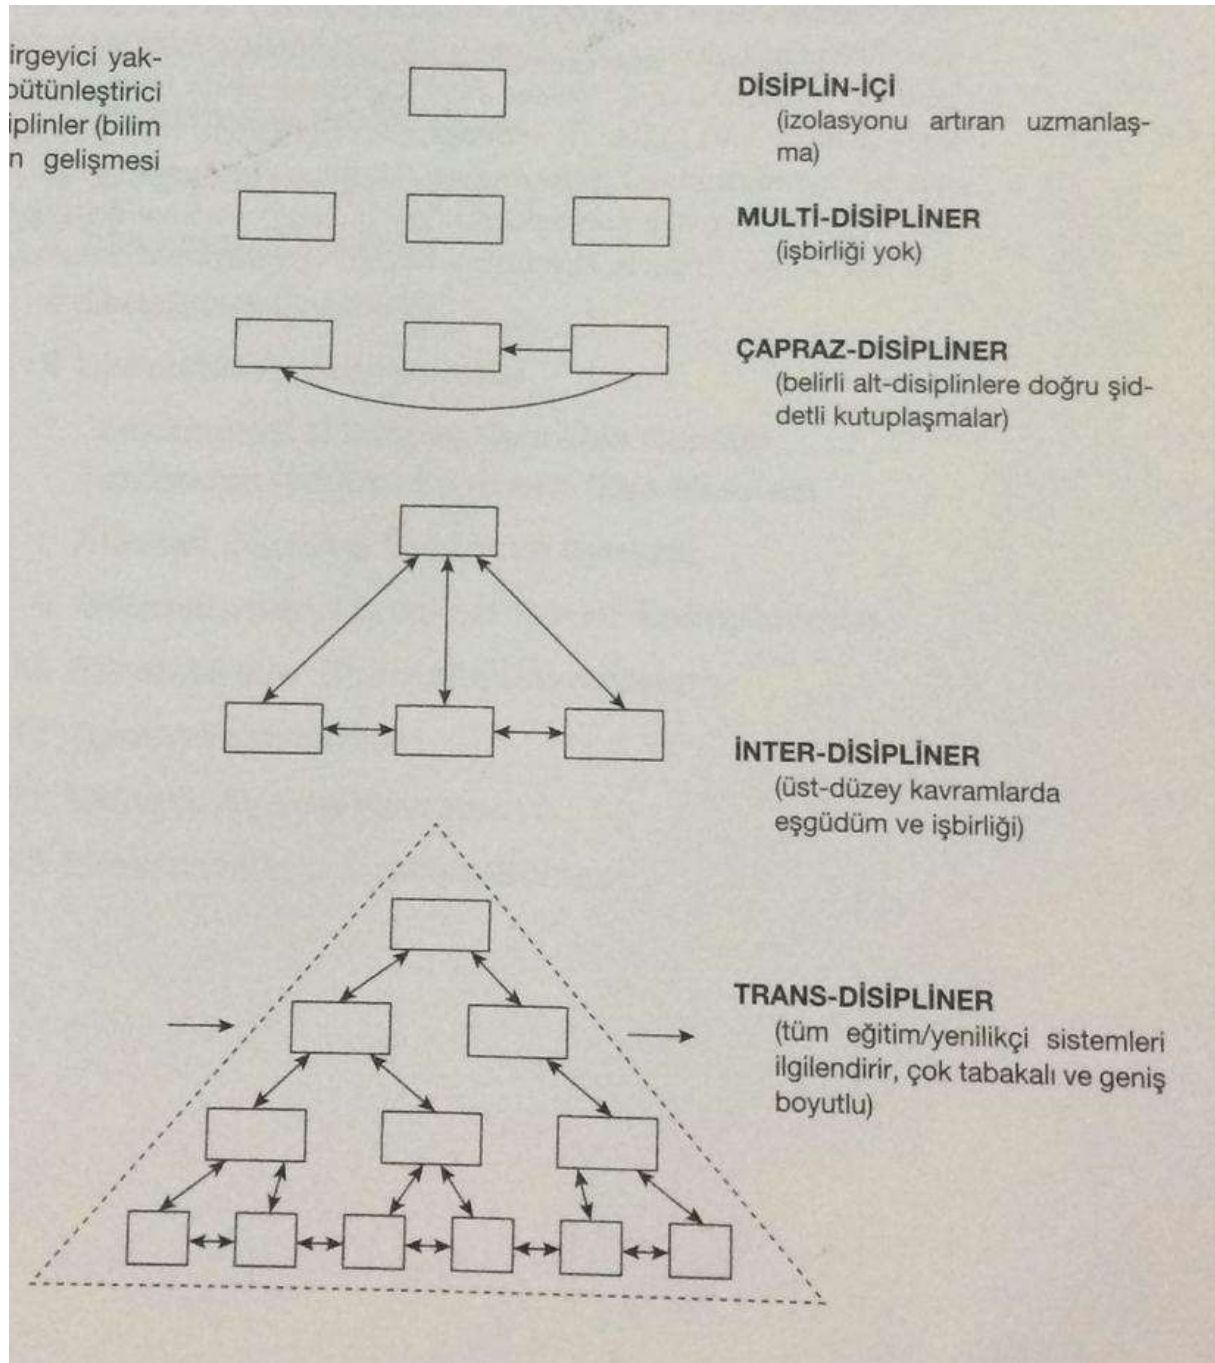 irgeyici yak-
bütünleştirici
iplinler (bilim
n gelişmesi
DİSİPLİN-İÇİ
(izolasyonu artıran uzmanlaş-
ma)
MULTİ-DİSİPLİNER
(işbirliği yok)
ÇAPRAZ-DİSİPLİNER
(belirli alt-disiplinlere doğru şid-
detli kutuplaşmalar)
İNTER-DİSİPLİNER
(üst-düzey kavramlarda
eşgüdüm ve işbirliği)
TRANS-DİSİPLİNER
(tüm eğitim/yenilikçi sistemleri
ilgilendirir, çok tabakalı ve geniş
boyutlu)